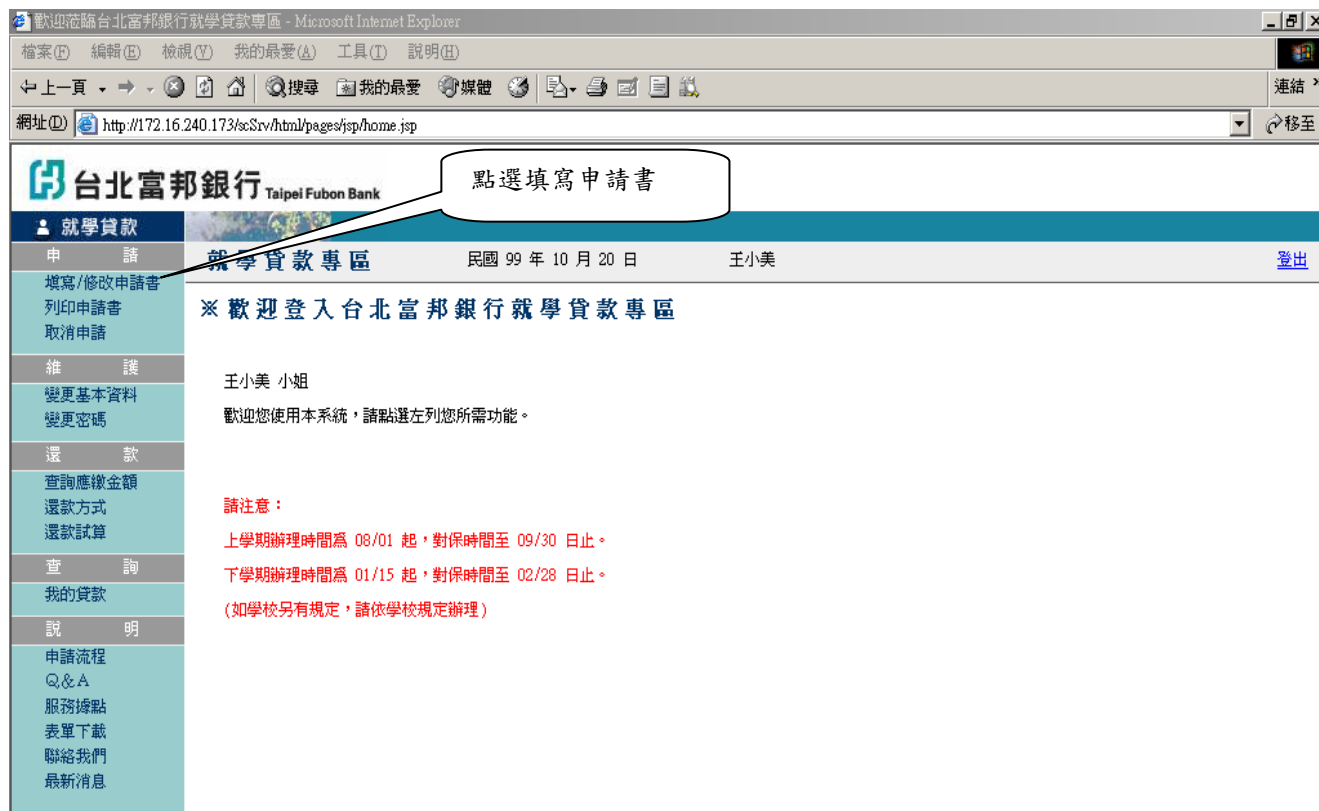 歡迎蒞臨台北富邦銀行就學貸款專區 - Microsoft Internet Explorer
檔案(F) 編輯(E) 檢視(V) 我的最愛(A) 工具(T) 說明(H)
上一頁 搜尋 我的最愛 媒體 連結 »
網址(D) http://172.16.240.173/scSrv/html/pages/jsp/home.jsp 移至
台北富邦銀行 Taipei Fubon Bank
點選填寫申請書
就學貸款
申 請
就學貸款專區 民國 99 年 10 月 20 日 王小美 登出
填寫/修改申請書
列印申請書
取消申請
※歡迎登入台北富邦銀行就學貸款專區
維 護
變更基本資料
變更密碼
王小美 小姐
歡迎您使用本系統，請點選左列您所需功能。
還 款
查詢應繳金額
還款方式
還款試算
請注意：
上學期辦理時間為 08/01 起，對保時間至 09/30 日止。
下學期辦理時間為 01/15 起，對保時間至 02/28 日止。
(如學校另有規定，請依學校規定辦理)
查 詢
我的貸款
說 明
申請流程
Q&A
服務據點
表單下載
聯絡我們
最新消息